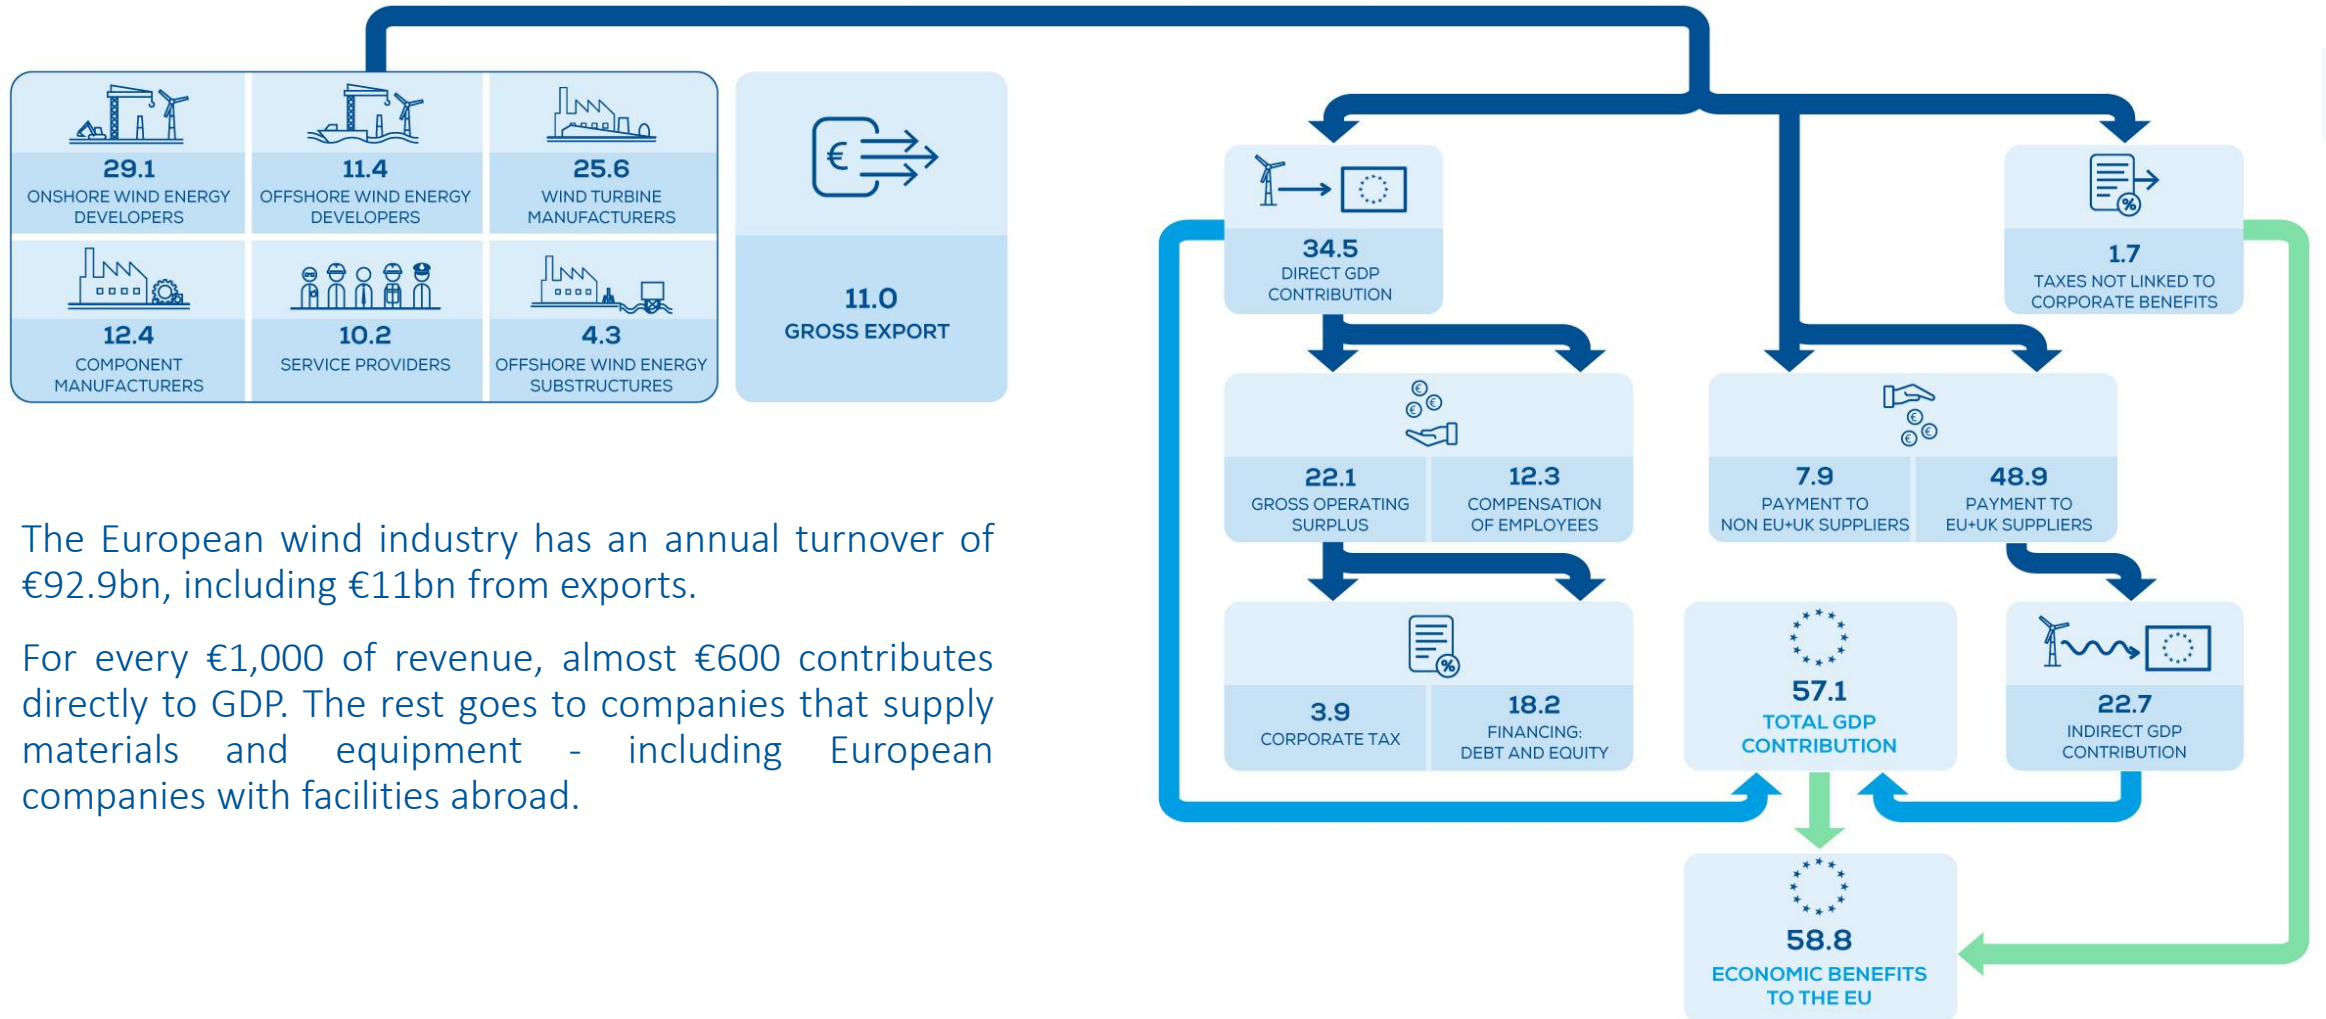 29.1
ONSHORE WIND ENERGY
DEVELOPERS
11.4
OFFSHORE WIND ENERGY
DEVELOPERS
25.6
WIND TURBINE
MANUFACTURERS
12.4
COMPONENT
MANUFACTURERS
10.2
SERVICE PROVIDERS
4.3
OFFSHORE WIND ENERGY
SUBSTRUCTURES
€
11.0
GROSS EXPORT
The European wind industry has an annual turnover of
€92.9bn, including €11bn from exports.
For every €1,000 of revenue, almost €600 contributes
directly to GDP. The rest goes to companies that supply
materials and equipment - including European
companies with facilities abroad.
34.5
DIRECT GDP
CONTRIBUTION
%
1.7
TAXES NOT LINKED TO
CORPORATE BENEFITS
€
€ €
22.1
GROSS OPERATING
SURPLUS
12.3
COMPENSATION
OF EMPLOYEES
€
€ €
7.9
PAYMENT TO
NON EU+UK SUPPLIERS
48.9
PAYMENT TO
EU+UK SUPPLIERS
%
3.9
CORPORATE TAX
18.2
FINANCING:
DEBT AND EQUITY
57.1
TOTAL GDP
CONTRIBUTION
22.7
INDIRECT GDP
CONTRIBUTION
58.8
ECONOMIC BENEFITS
TO THE EU